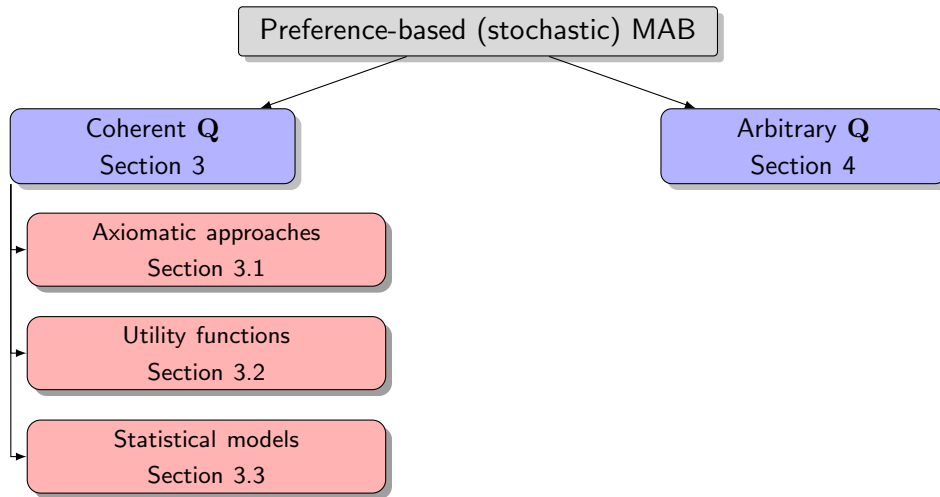 Preference-based (stochastic) MAB
Coherent Q
Section 3
Arbitrary Q
Section 4
Axiomatic approaches
Section 3.1
Utility functions
Section 3.2
Statistical models
Section 3.3